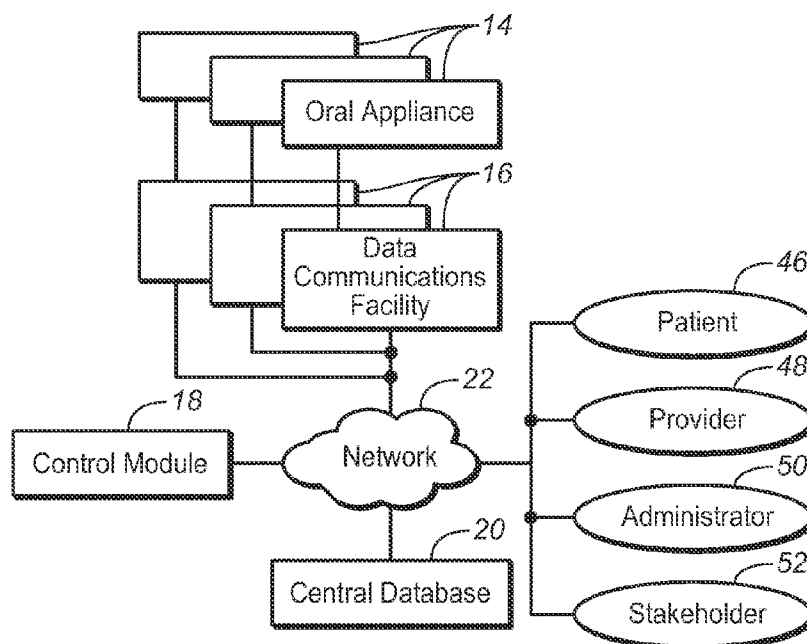 14
Oral Appliance
16
Data
Communications
Facility
46
Patient
22
48
18
Provider
Control Module
Network
50
Administrator
20
52
Central Database
Stakeholder